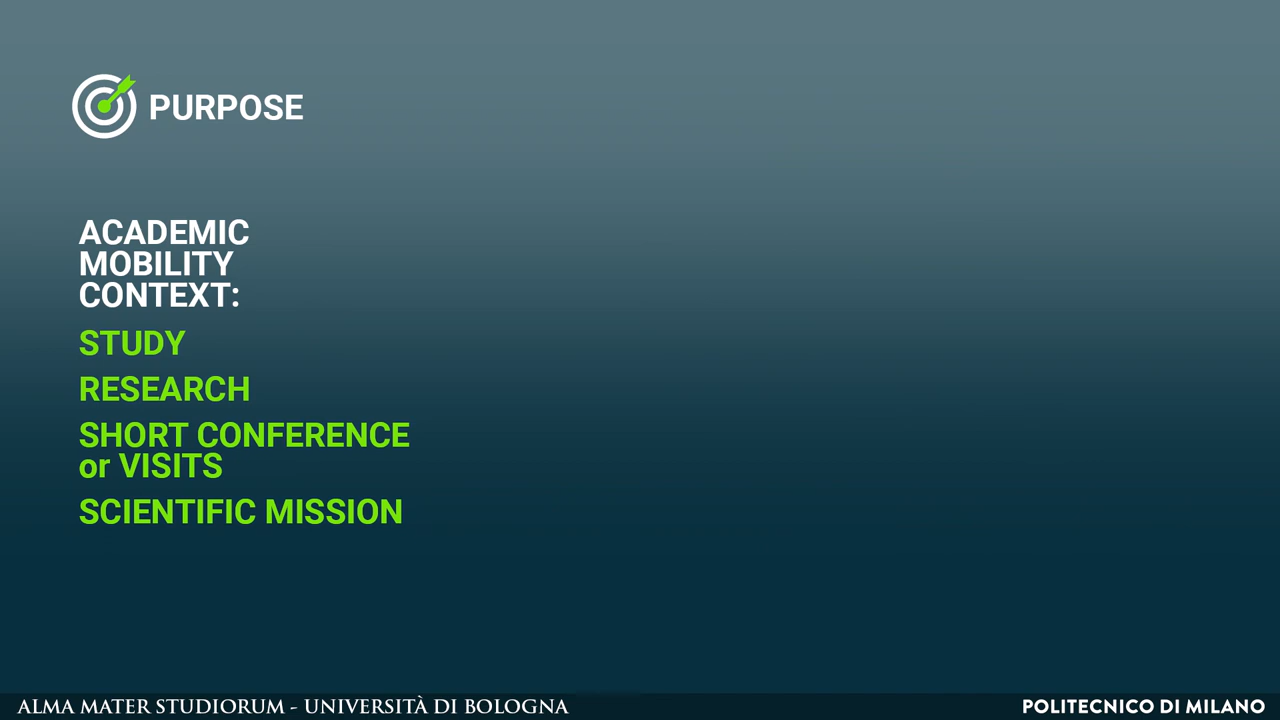 PURPOSE
ACADEMIC
MOBILITY
CONTEXT:
STUDY
RESEARCH
SHORT CONFERENCE
or VISITS
SCIENTIFIC MISSION
ALMA MATER STUDIORUM - UNIVERSITÀ DI BOLOGNA
POLITECNICO DI MILANO